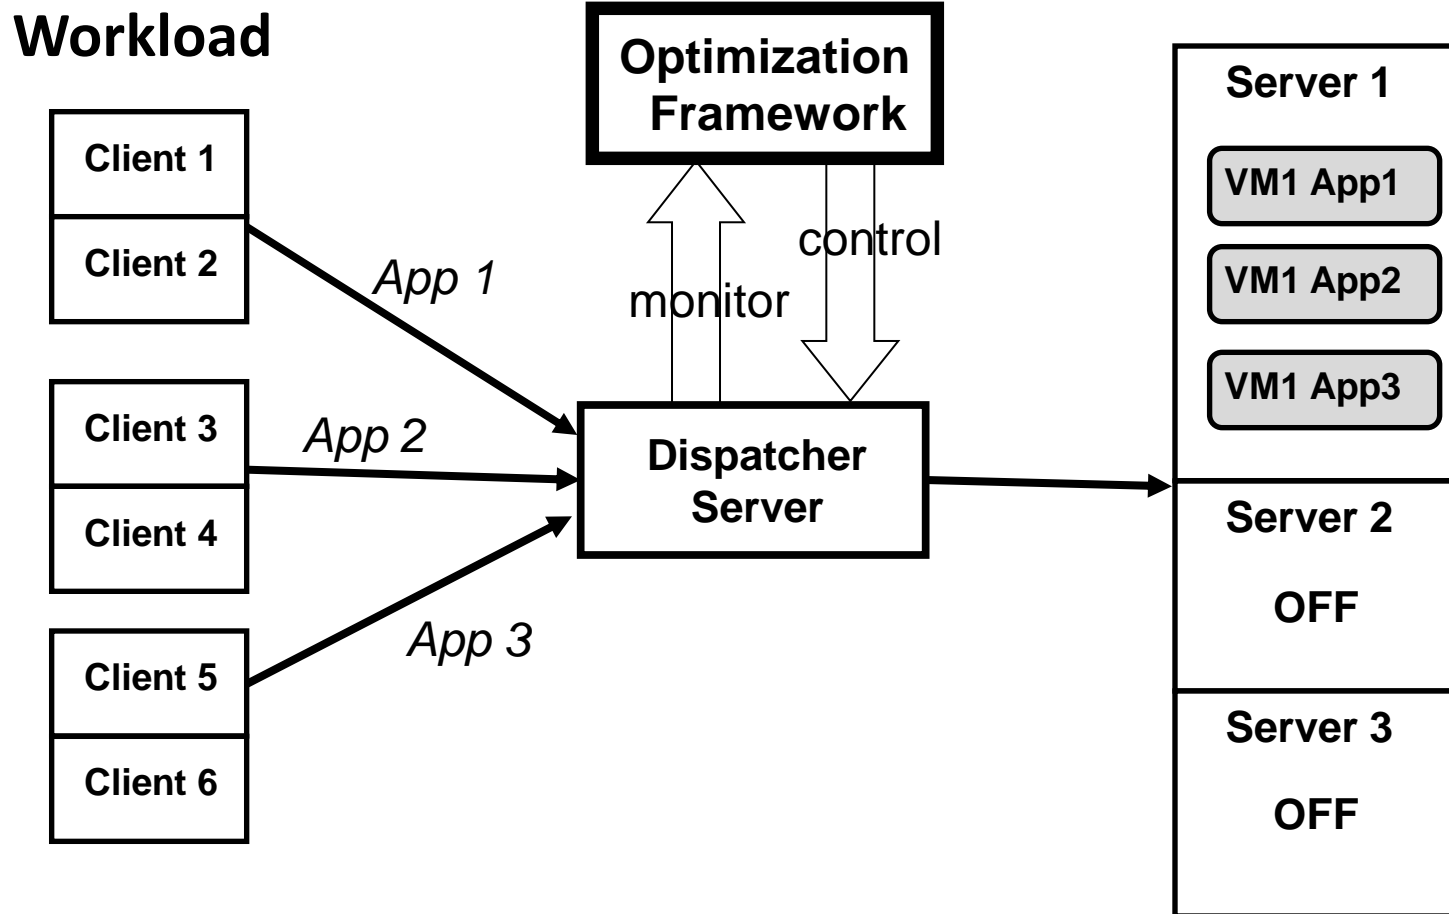 Workload
Client 1
Client 2
Client 3
Client 4
Client 5
Client 6
App 1
App 2
App 3
Optimization
Framework
monitor
control
Dispatcher
Server
Server 1
VM1 App1
VM1 App2
VM1 App3
Server 2
OFF
Server 3
OFF